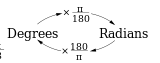 × π/180
Degrees Radians
× 180/π